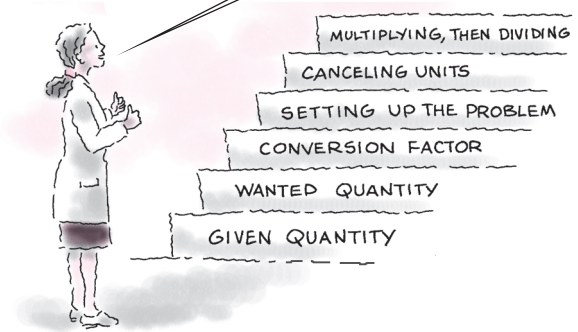 MULTIPLYING, THEN DIVIDING
CANCELING UNITS
SETTING UP THE PROBLEM
CONVERSION FACTOR
WANTED QUANTITY
GIVEN QUANTITY